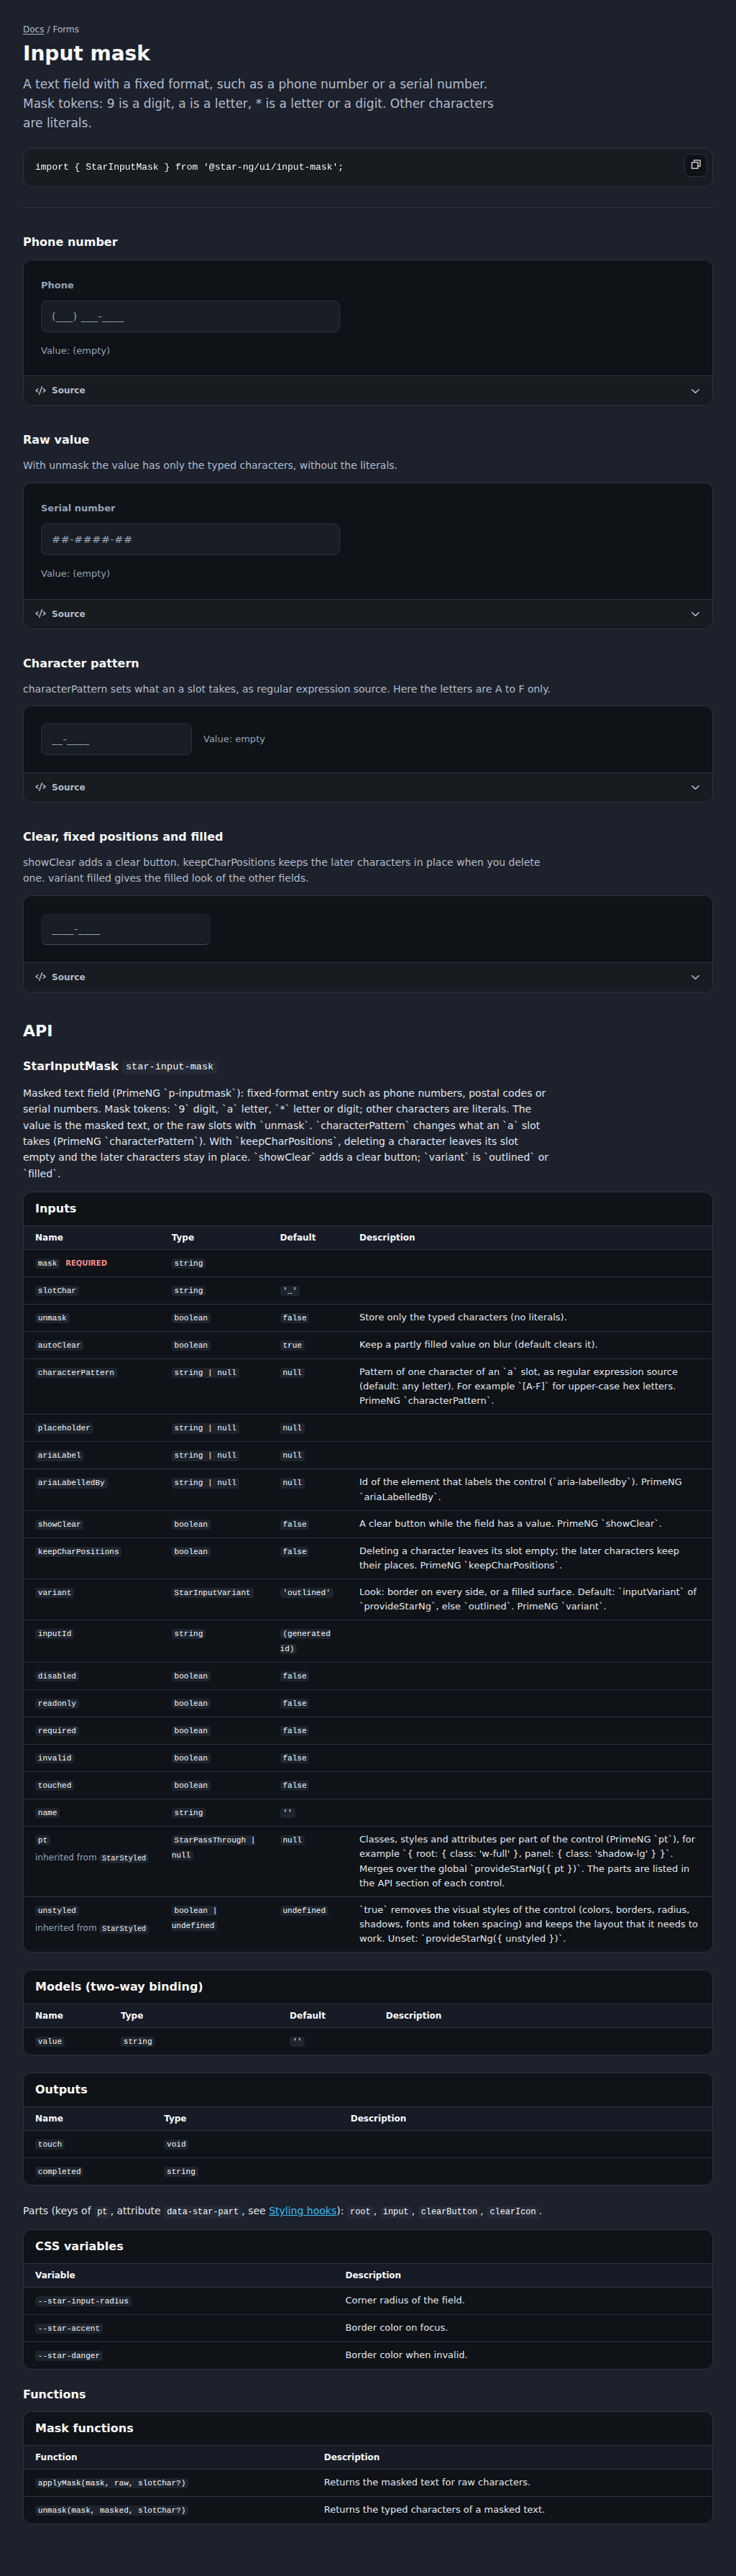 Docs / Forms
Input mask
A text field with a fixed format, such as a phone number or a serial number.
Mask tokens: 9 is a digit, a is a letter, * is a letter or a digit. Other characters
are literals.
import { StarInputMask } from '@star-ng/ui/input-mask';
Phone number
Phone
(___) ___-____
Value: (empty)
Source
Raw value
With unmask the value has only the typed characters, without the literals.
Serial number
##-####-##
Value: (empty)
Source
Character pattern
characterPattern sets what an a slot takes, as regular expression source. Here the letters are A to F only.
__-____ Value: empty
Source
Clear, fixed positions and filled
showClear adds a clear button. keepCharPositions keeps the later characters in place when you delete
one. variant filled gives the filled look of the other fields.
____-____
Source
API
StarInputMask star-input-mask
Masked text field (PrimeNG `p-inputmask`): fixed-format entry such as phone numbers, postal codes or
serial numbers. Mask tokens: `9` digit, `a` letter, `*` letter or digit; other characters are literals. The
value is the masked text, or the raw slots with `unmask`. `characterPattern` changes what an `a` slot
takes (PrimeNG `characterPattern`). With `keepCharPositions`, deleting a character leaves its slot
empty and the later characters stay in place. `showClear` adds a clear button; `variant` is `outlined` or
`filled`.
Inputs
Name Type Default Description
mask REQUIRED string
slotChar string '_'
unmask boolean false Store only the typed characters (no literals).
autoClear boolean true Keep a partly filled value on blur (default clears it).
characterPattern string | null null Pattern of one character of an `a` slot, as regular expression source
(default: any letter). For example `[A-F]` for upper-case hex letters.
PrimeNG `characterPattern`.
placeholder string | null null
ariaLabel string | null null
ariaLabelledBy string | null null Id of the element that labels the control (`aria-labelledby`). PrimeNG
`ariaLabelledBy`.
showClear boolean false A clear button while the field has a value. PrimeNG `showClear`.
keepCharPositions boolean false Deleting a character leaves its slot empty; the later characters keep
their places. PrimeNG `keepCharPositions`.
variant StarInputVariant 'outlined' Look: border on every side, or a filled surface. Default: `inputVariant` of
`provideStarNg`, else `outlined`. PrimeNG `variant`.
inputId string (generated
id)
disabled boolean false
readonly boolean false
required boolean false
invalid boolean false
touched boolean false
name string ''
pt StarPassThrough | null Classes, styles and attributes per part of the control (PrimeNG `pt`), for
inherited from StarStyled null example `{ root: { class: 'w-full' }, panel: { class: 'shadow-lg' } }`.
Merges over the global `provideStarNg({ pt })`. The parts are listed in
the API section of each control.
unstyled boolean | undefined `true` removes the visual styles of the control (colors, borders, radius,
inherited from StarStyled undefined shadows, fonts and token spacing) and keeps the layout that it needs to
work. Unset: `provideStarNg({ unstyled })`.
Models (two-way binding)
Name Type Default Description
value string ''
Outputs
Name Type Description
touch void
completed string
Parts (keys of pt, attribute data-star-part, see Styling hooks): root, input, clearButton, clearIcon.
CSS variables
Variable Description
--star-input-radius Corner radius of the field.
--star-accent Border color on focus.
--star-danger Border color when invalid.
Functions
Mask functions
Function Description
applyMask(mask, raw, slotChar?) Returns the masked text for raw characters.
unmask(mask, masked, slotChar?) Returns the typed characters of a masked text.